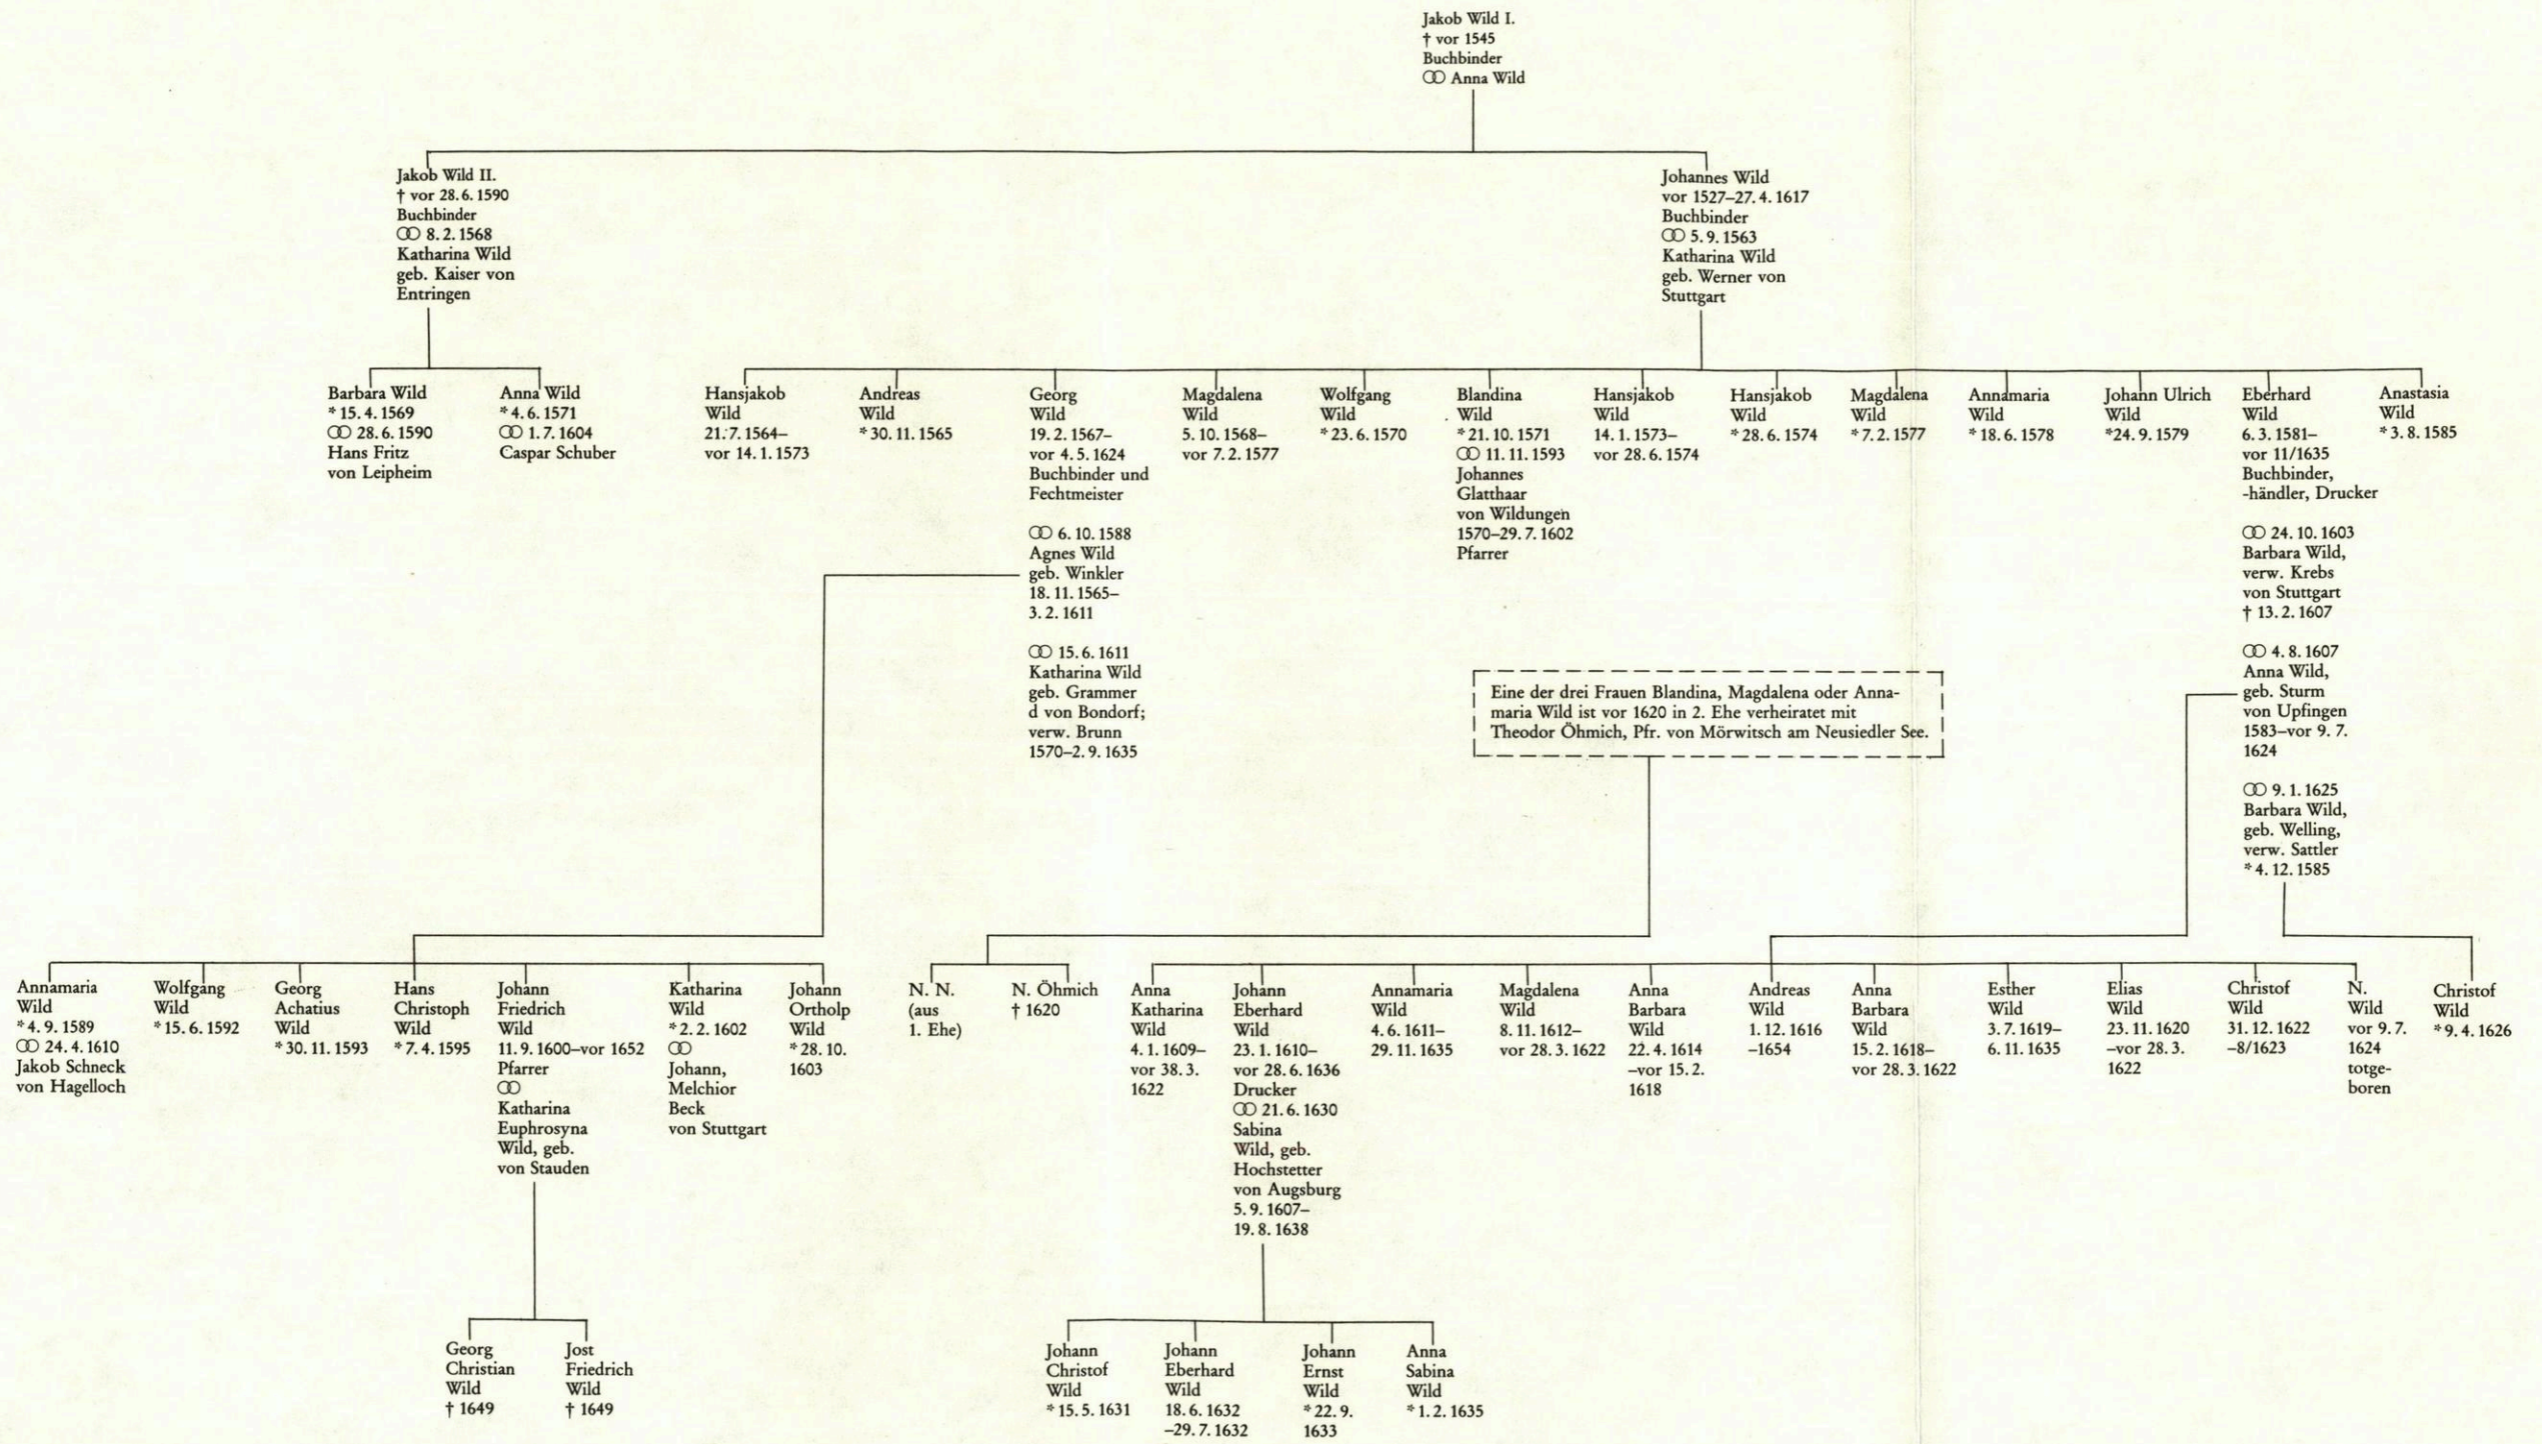 Jakob Wild I.
† vor 1545
Buchbinder
ꝏ Anna Wild
Jakob Wild II.
† vor 28. 6. 1590
Buchbinder
ꝏ 8. 2. 1568
Katharina Wild
geb. Kaiser von
Entringen
Johannes Wild
vor 1527–27. 4. 1617
Buchbinder
ꝏ 5. 9. 1563
Katharina Wild
geb. Werner von
Stuttgart
Barbara Wild
* 15. 4. 1569
ꝏ 28. 6. 1590
Hans Fritz
von Leipheim
Anna Wild
* 4. 6. 1571
ꝏ 1. 7. 1604
Caspar Schuber
Hansjakob
Wild
21. 7. 1564–
vor 14. 1. 1573
Andreas
Wild
* 30. 11. 1565
Georg
Wild
19. 2. 1567–
vor 4. 5. 1624
Buchbinder und
Fechtmeister
ꝏ 6. 10. 1588
Agnes Wild
geb. Winkler
18. 11. 1565–
3. 2. 1611
ꝏ 15. 6. 1611
Katharina Wild
geb. Grammer
d von Bondorf;
verw. Brunn
1570–2. 9. 1635
Magdalena
Wild
5. 10. 1568–
vor 7. 2. 1577
Wolfgang
Wild
* 23. 6. 1570
Blandina
Wild
* 21. 10. 1571
ꝏ 11. 11. 1593
Johannes
Glatthaar
von Wildungen
1570–29. 7. 1602
Pfarrer
Hansjakob
Wild
14. 1. 1573–
vor 28. 6. 1574
Hansjakob
Wild
* 28. 6. 1574
Magdalena
Wild
* 7. 2. 1577
Annamaria
Wild
* 18. 6. 1578
Johann Ulrich
Wild
*24. 9. 1579
Eberhard
Wild
6. 3. 1581–
vor 11/1635
Buchbinder,
-händler, Drucker
ꝏ 24. 10. 1603
Barbara Wild,
verw. Krebs
von Stuttgart
† 13. 2. 1607
ꝏ 4. 8. 1607
Anna Wild,
geb. Sturm
von Upfingen
1583–vor 9. 7.
1624
ꝏ 9. 1. 1625
Barbara Wild,
geb. Welling,
verw. Sattler
* 4. 12. 1585
Anastasia
Wild
* 3. 8. 1585
Eine der drei Frauen Blandina, Magdalena oder Anna-
maria Wild ist vor 1620 in 2. Ehe verheiratet mit
Theodor Öhmich, Pfr. von Mörwitsch am Neusiedler See.
Annamaria
Wild
* 4. 9. 1589
ꝏ 24. 4. 1610
Jakob Schneck
von Hagelloch
Wolfgang
Wild
* 15. 6. 1592
Georg
Achatius
Wild
* 30. 11. 1593
Hans
Christoph
Wild
* 7. 4. 1595
Johann
Friedrich
Wild
11. 9. 1600–vor 1652
Pfarrer
ꝏ
Katharina
Euphrosyna
Wild, geb.
von Stauden
Katharina
Wild
* 2. 2. 1602
ꝏ
Johann,
Melchior
Beck
von Stuttgart
Johann
Ortholp
Wild
* 28. 10.
1603
N. N.
(aus
1. Ehe)
N. Öhmich
† 1620
Anna
Katharina
Wild
4. 1. 1609–
vor 38. 3.
1622
Johann
Eberhard
Wild
23. 1. 1610–
vor 28. 6. 1636
Drucker
ꝏ 21. 6. 1630
Sabina
Wild, geb.
Hochstetter
von Augsburg
5. 9. 1607–
19. 8. 1638
Annamaria
Wild
4. 6. 1611–
29. 11. 1635
Magdalena
Wild
8. 11. 1612–
vor 28. 3. 1622
Anna
Barbara
Wild
22. 4. 1614
–vor 15. 2.
1618
Andreas
Wild
1. 12. 1616
–1654
Anna
Barbara
Wild
15. 2. 1618–
vor 28. 3. 1622
Esther
Wild
3. 7. 1619–
6. 11. 1635
Elias
Wild
23. 11. 1620
–vor 28. 3.
1622
Christof
Wild
31. 12. 1622
–8/1623
N.
Wild
vor 9. 7.
1624
totge-
boren
Christof
Wild
* 9. 4. 1626
Georg
Christian
Wild
† 1649
Jost
Friedrich
Wild
† 1649
Johann
Christof
Wild
* 15. 5. 1631
Johann
Eberhard
Wild
18. 6. 1632
–29. 7. 1632
Johann
Ernst
Wild
* 22. 9.
1633
Anna
Sabina
Wild
* 1. 2. 1635